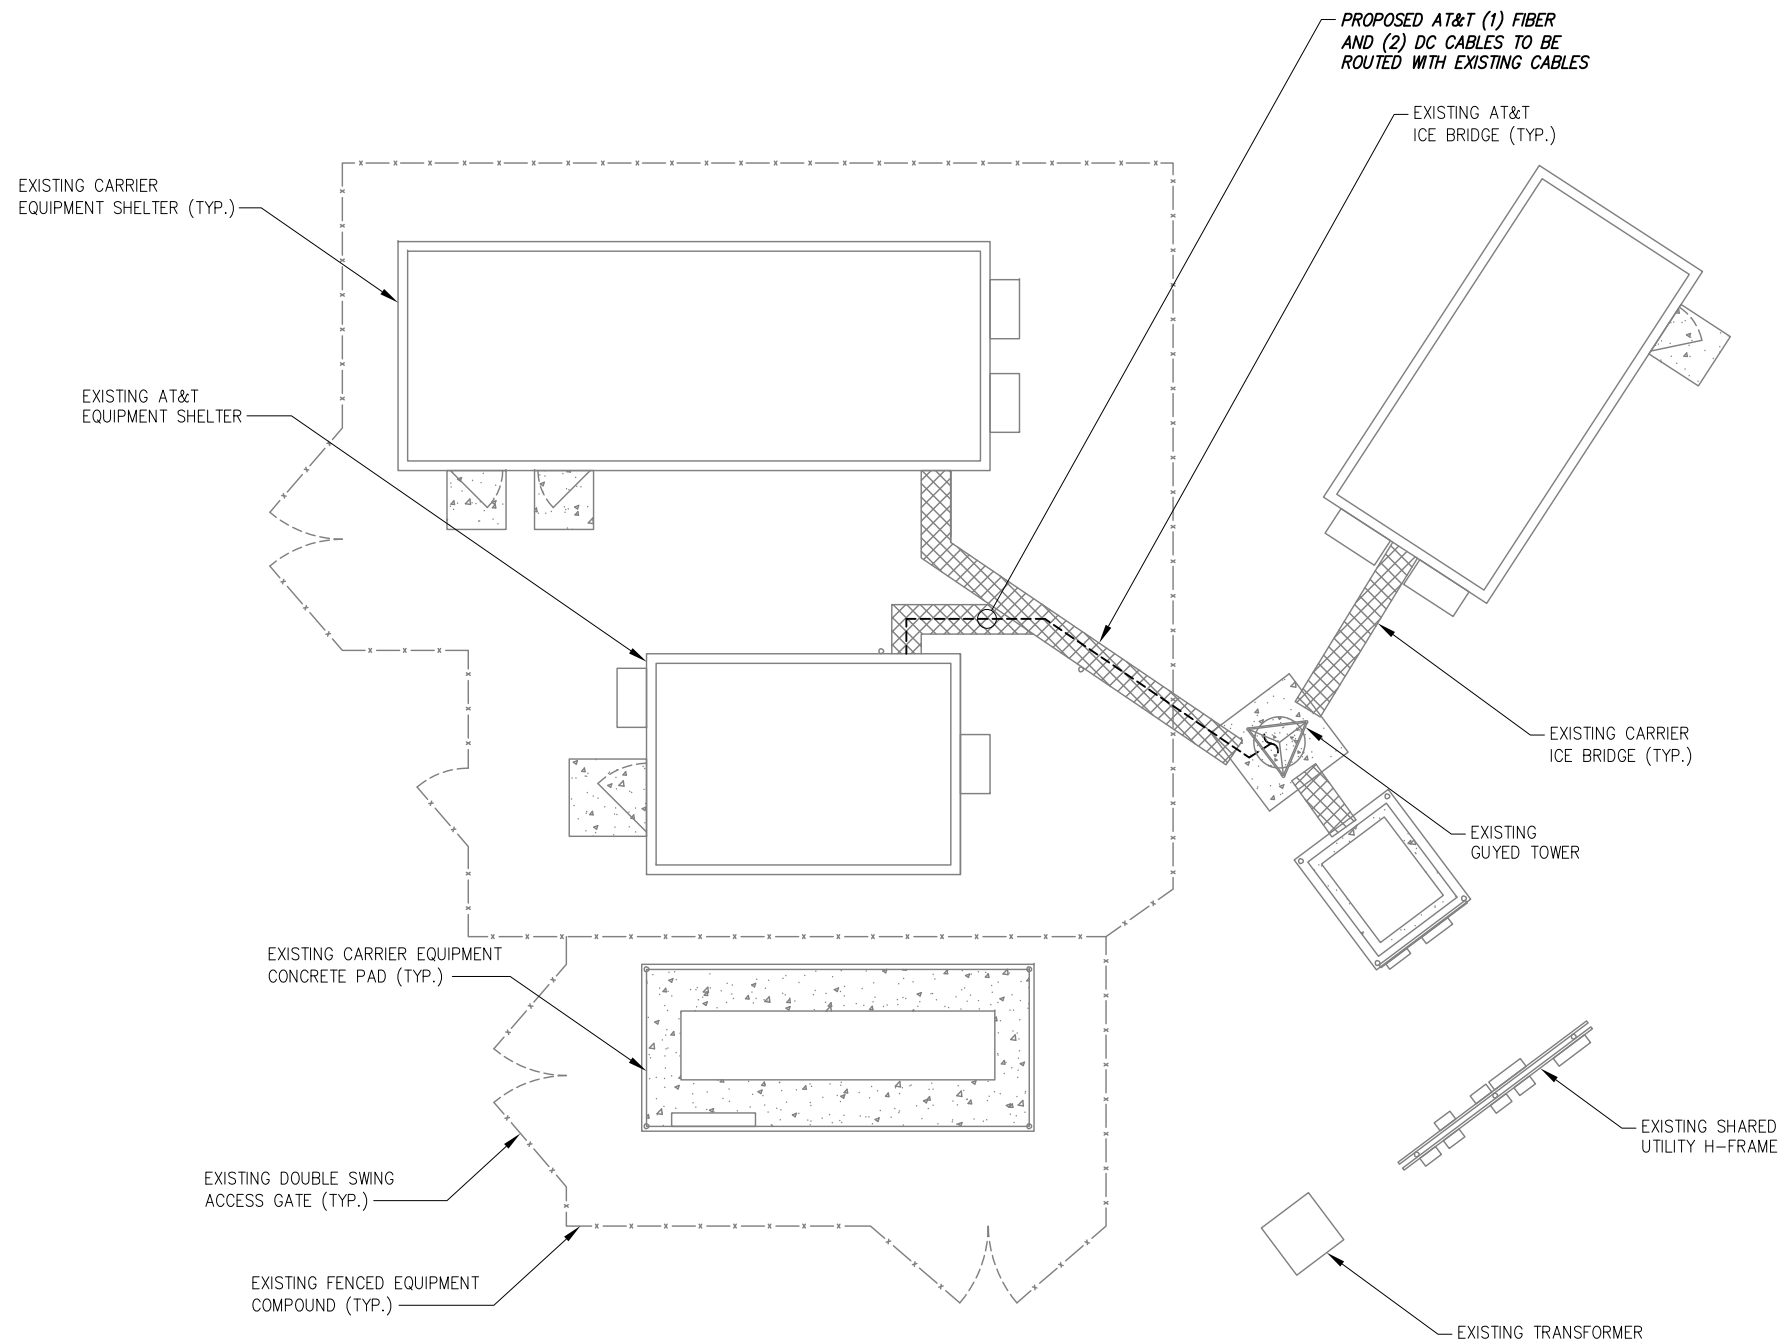 PROPOSED AT&T (1) FIBER
AND (2) DC CABLES TO BE
ROUTED WITH EXISTING CABLES
EXISTING AT&T
ICE BRIDGE (TYP.)
EXISTING CARRIER
EQUIPMENT SHELTER (TYP.)
EXISTING AT&T
EQUIPMENT SHELTER
EXISTING CARRIER
ICE BRIDGE (TYP.)
EXISTING
GUYED TOWER
EXISTING CARRIER EQUIPMENT
CONCRETE PAD (TYP.)
EXISTING SHARED
UTILITY H-FRAME
EXISTING DOUBLE SWING
ACCESS GATE (TYP.)
EXISTING FENCED EQUIPMENT
COMPOUND (TYP.)
EXISTING TRANSFORMER